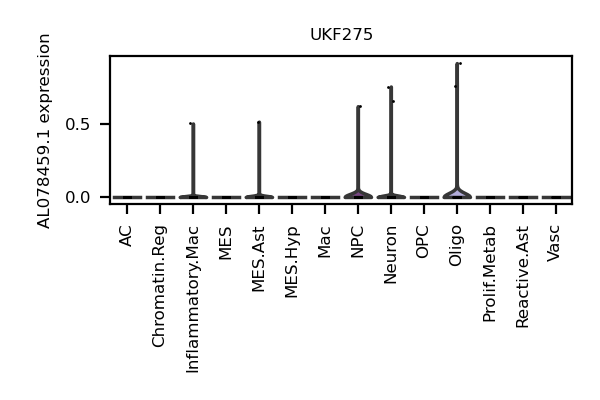 UKF275
AL078459.1 expression
0.5
0.0
AC
Chromatin.Reg
Inflammatory.Mac
MES
MES.Ast
MES.Hyp
Mac
NPC
Neuron
OPC
Oligo
Prolif.Metab
Reactive.Ast
Vasc